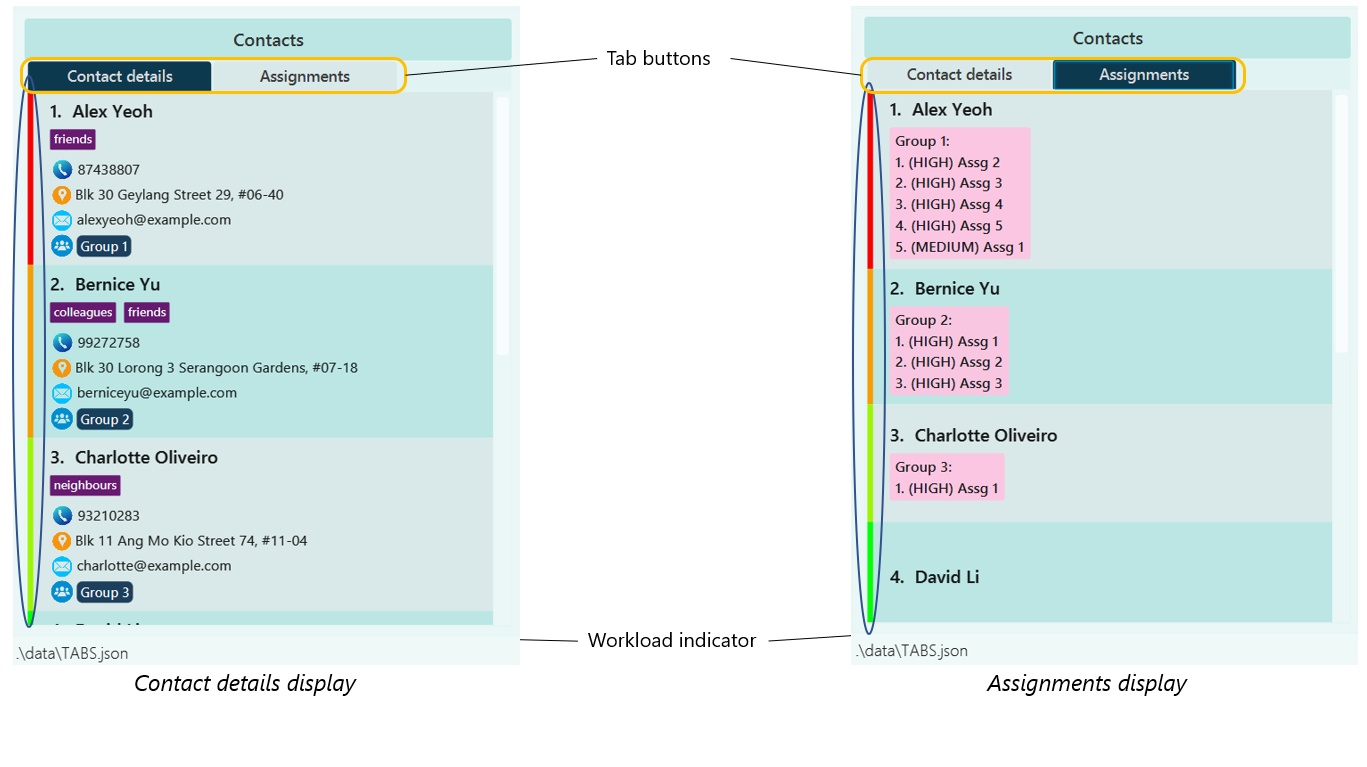 Contacts
Contact details
Assignments
1. Alex Yeoh
friends
87438807
Blk 30 Geylang Street 29, #06-40
alexyeoh@example.com
Group 1
2. Bernice Yu
colleagues friends
99272758
Blk 30 Lorong 3 Serangoon Gardens, #07-18
berniceyu@example.com
Group 2
3. Charlotte Oliveiro
neighbours
93210283
Blk 11 Ang Mo Kio Street 74, #11-04
charlotte@example.com
Group 3
.\data\TABS.json
Contact details display
Tab buttons
Workload indicator
Contacts
Contact details
Assignments
1. Alex Yeoh
Group 1:
1. (HIGH) Assg 2
2. (HIGH) Assg 3
3. (HIGH) Assg 4
4. (HIGH) Assg 5
5. (MEDIUM) Assg 1
2. Bernice Yu
Group 2:
1. (HIGH) Assg 1
2. (HIGH) Assg 2
3. (HIGH) Assg 3
3. Charlotte Oliveiro
Group 3:
1. (HIGH) Assg 1
4. David Li
.\data\TABS.json
Assignments display